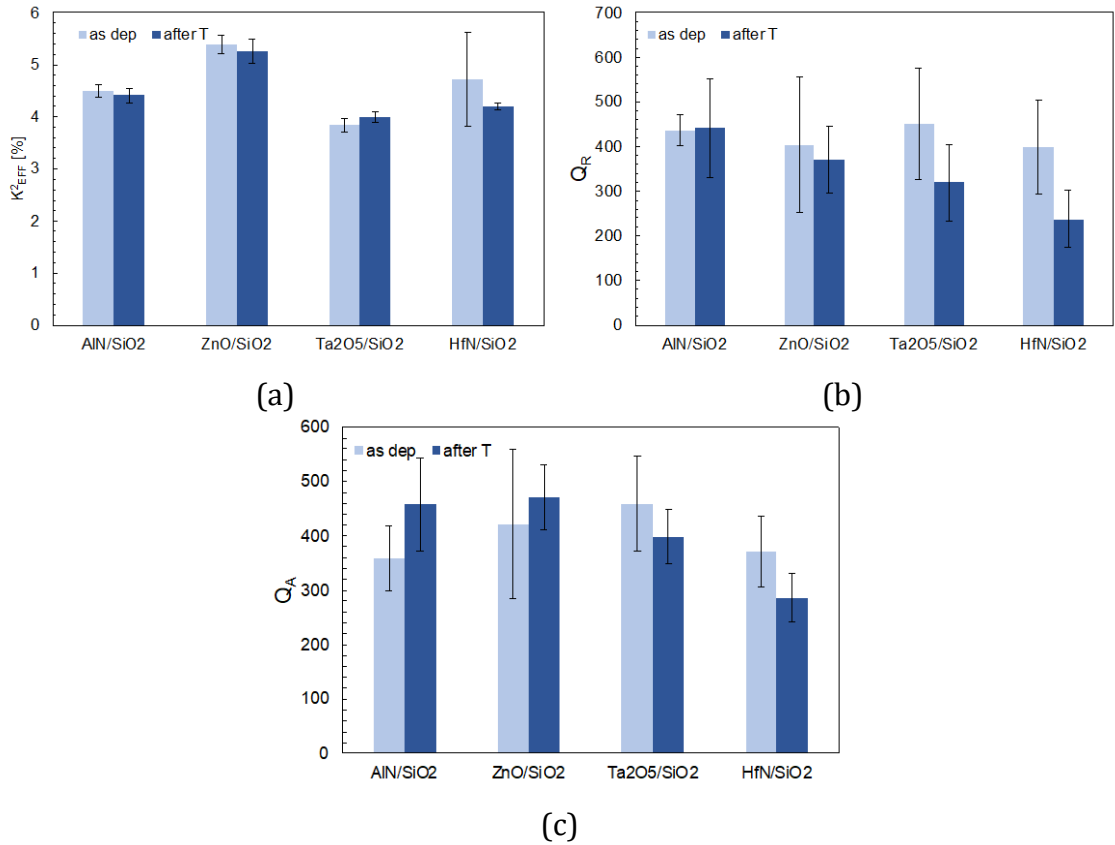 K²EFF [%]
6
5
4
3
2
1
0
as dep after T
AlN/SiO2 ZnO/SiO2 Ta2O5/SiO2 HfN/SiO2
(a)
QR
700
600
500
400
300
200
100
0
as dep after T
AlN/SiO2 ZnO/SiO2 Ta2O5/SiO2 HfN/SiO2
(b)
QA
600
500
400
300
200
100
0
as dep after T
AlN/SiO2 ZnO/SiO2 Ta2O5/SiO2 HfN/SiO2
(c)